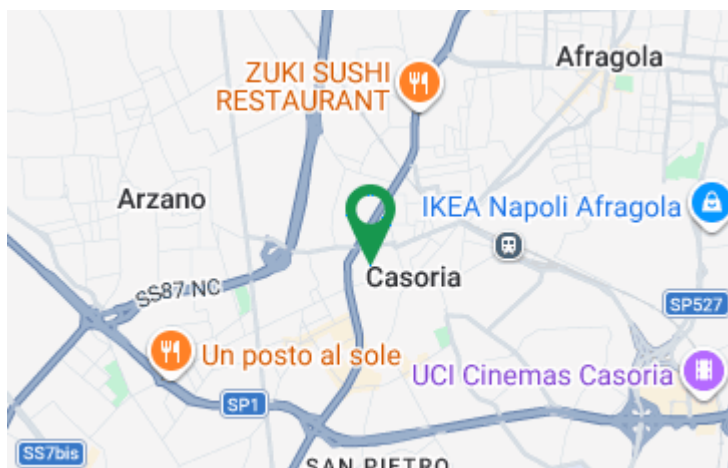 Afragola
ZUKI SUSHI
RESTAURANT
Arzano
IKEA Napoli Afragola
Casoria
SS87 NC
SP527
Un posto al sole
UCI Cinemas Casoria
SP1
SS7bis
SAN PIETRO